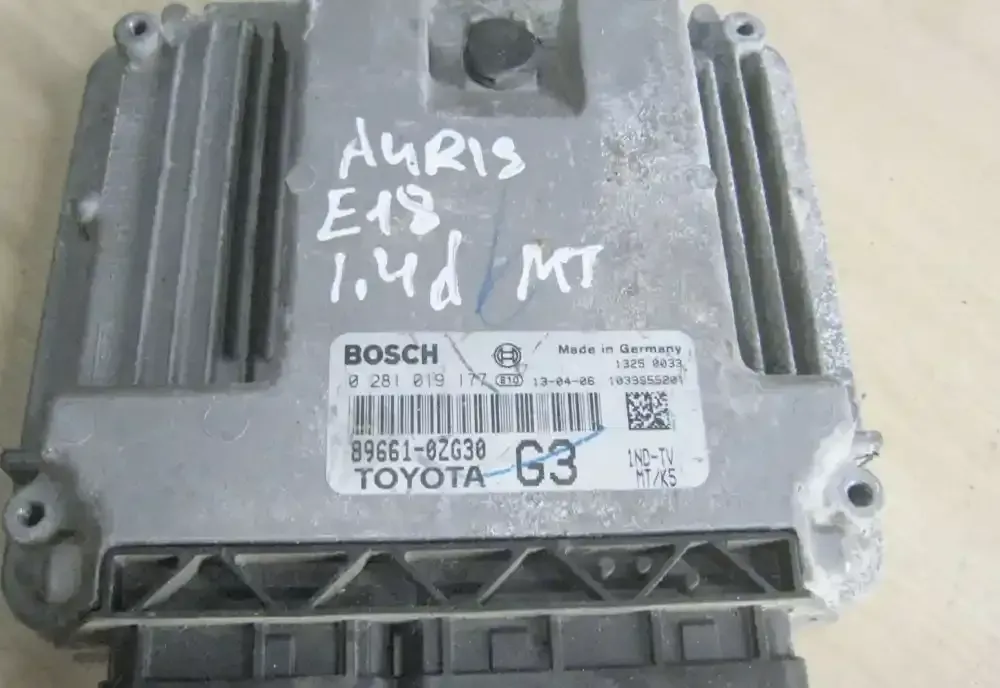 AURIS
E18
1.4d MT
BOSCH Made in Germany
1325 0033
0 281 019 177 B10 13-04-06 1039S55201
89661-0ZG30 G3 1ND-TV
TOYOTA MT/K5